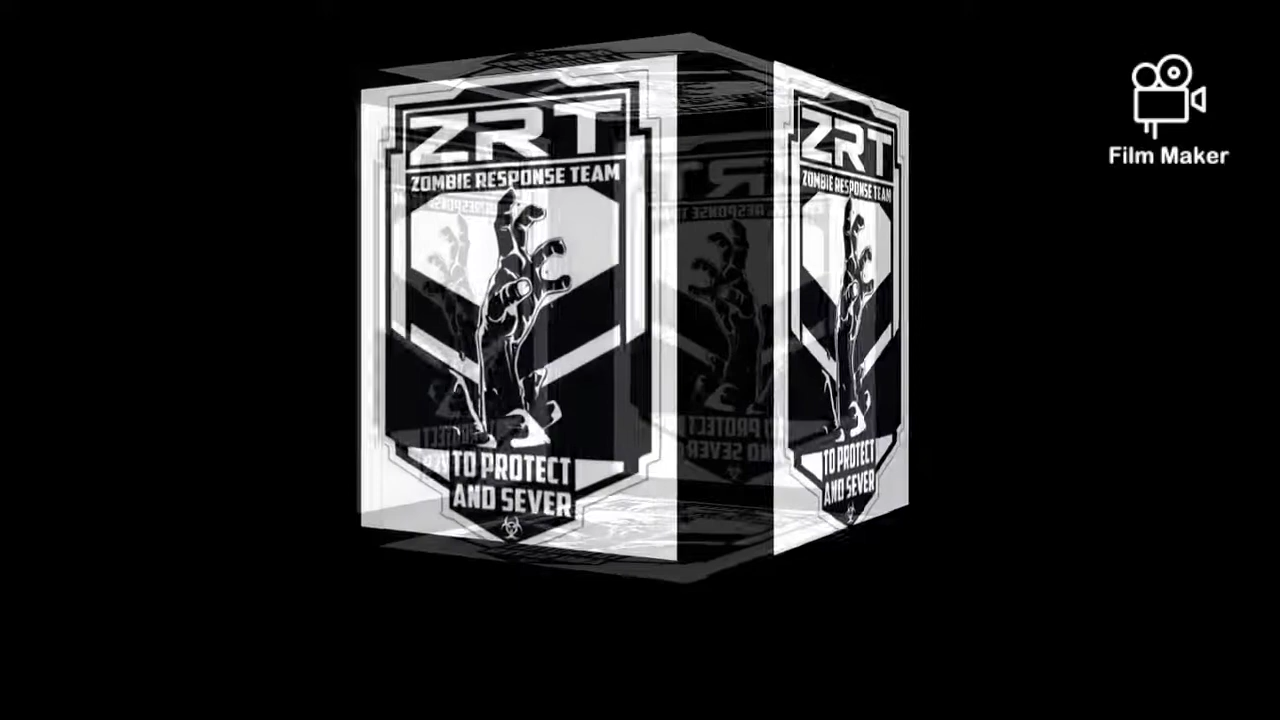 ZRT
ZOMBIE RESPONSE TEAM
TO PROTECT
AND SEVER
ZRT
ZOMBIE RESPONSE TEAM
TO PROTECT
AND SEVER
Film Maker